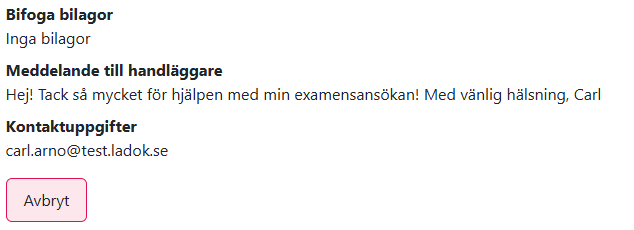 Bifoga bilagor
Inga bilagor
Meddelande till handläggare
Hej! Tack så mycket för hjälpen med min examensansökan! Med vänlig hälsning, Carl
Kontaktuppgifter
carl.arno@test.ladok.se
Avbryt